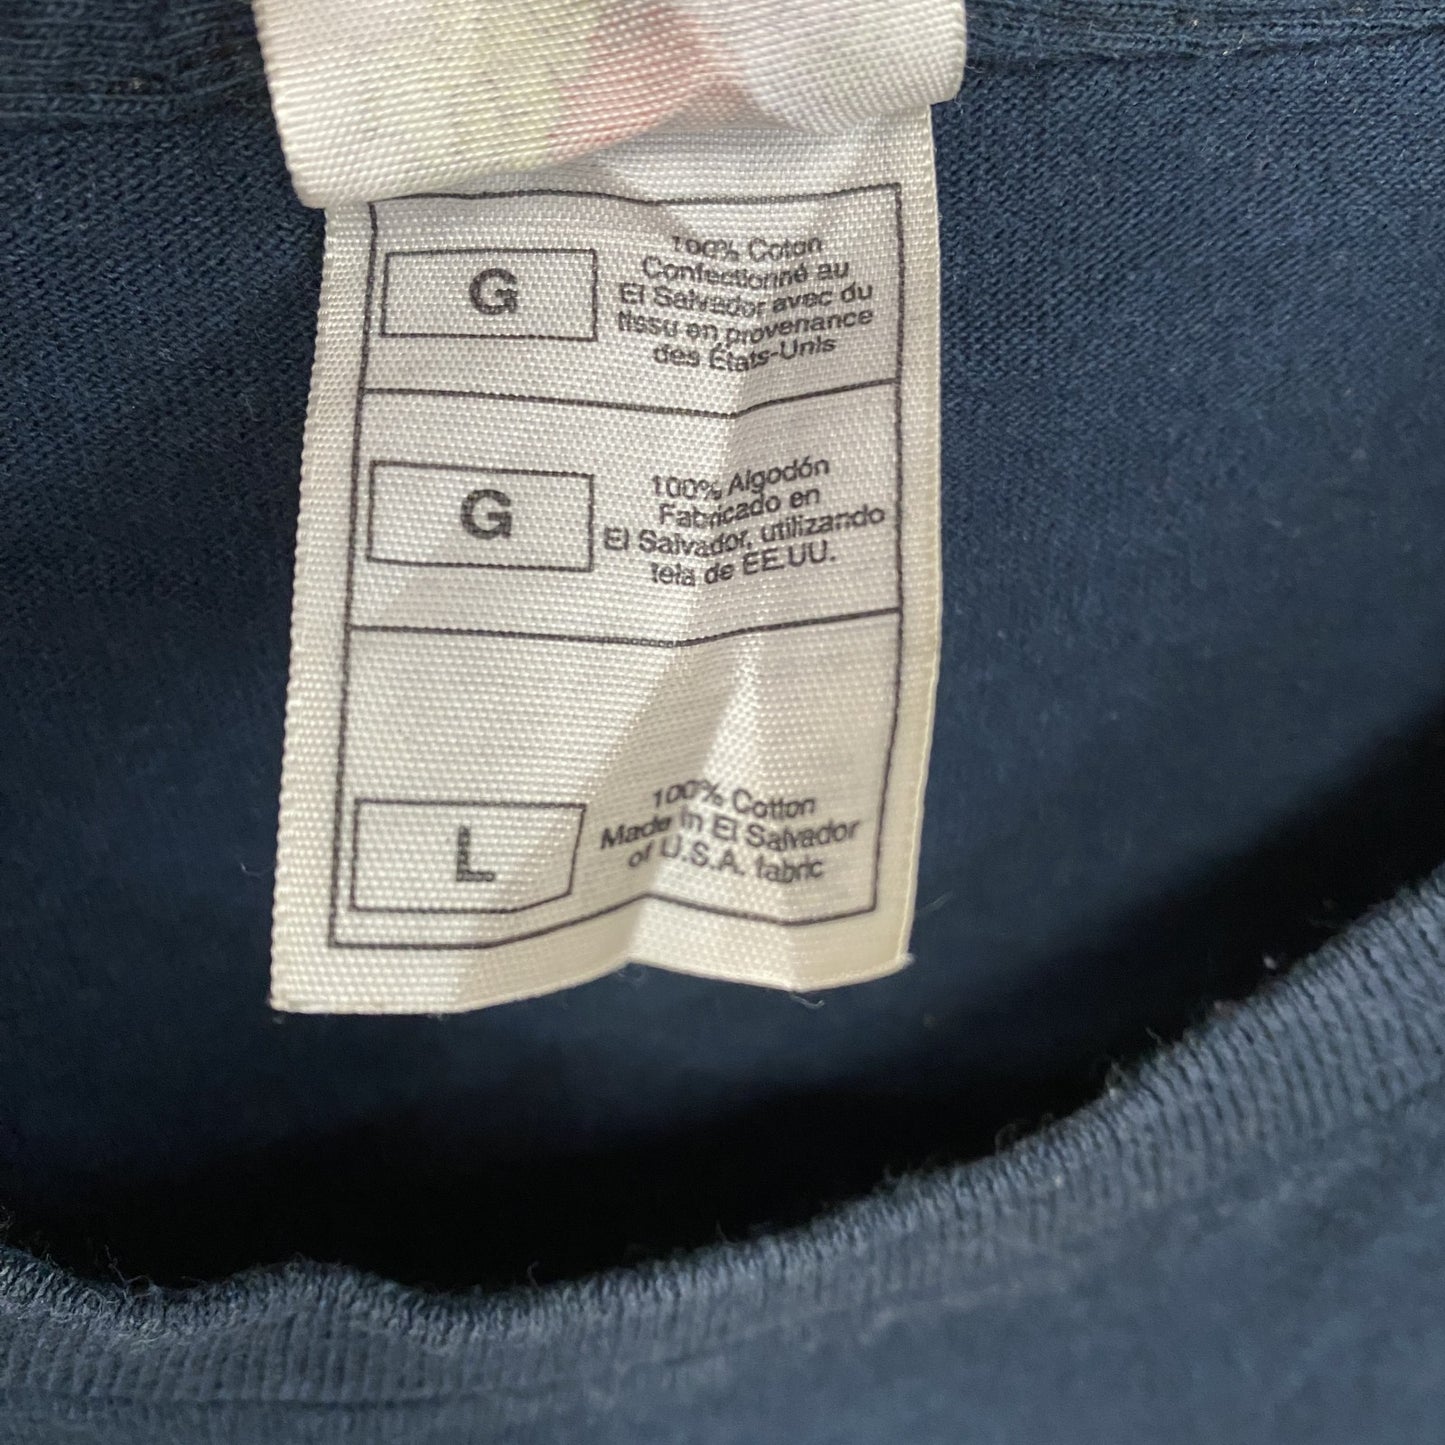 G
100% Coton
Confectionné au
El Salvador avec du
tissu en provenance
des États-Unis
G
100% Algodón
Fabricado en
El Salvador, utilizando
tela de EE.UU.
L
100% Cotton
Made in El Salvador
of U.S.A. fabric